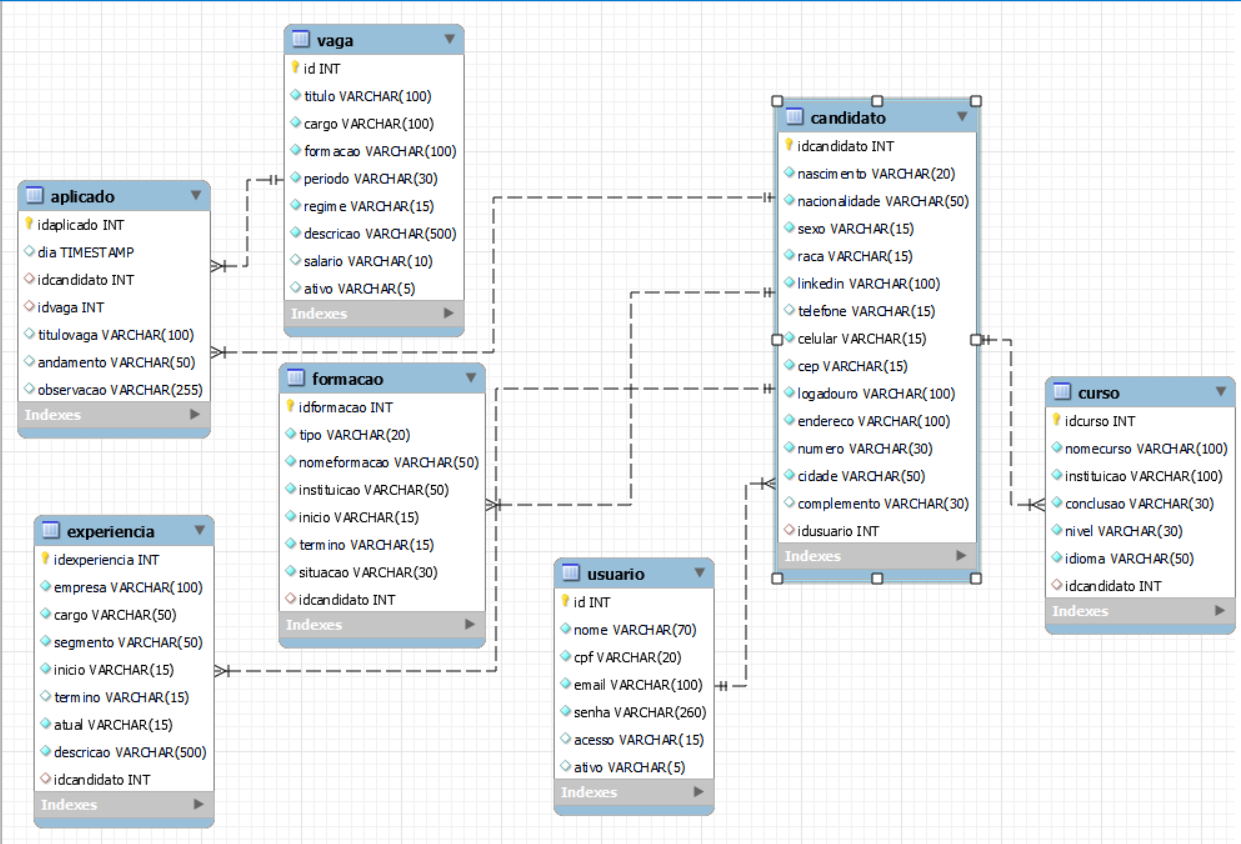 vaga
id INT
titulo VARCHAR(100)
cargo VARCHAR(100)
formacao VARCHAR(100)
periodo VARCHAR(30)
regime VARCHAR(15)
descricao VARCHAR(500)
salario VARCHAR(10)
ativo VARCHAR(5)
Indexes
candidato
idcandidato INT
nascimento VARCHAR(20)
nacionalidade VARCHAR(50)
sexo VARCHAR(15)
raca VARCHAR(15)
linkedin VARCHAR(100)
telefone VARCHAR(15)
celular VARCHAR(15)
cep VARCHAR(15)
logadouro VARCHAR(100)
endereco VARCHAR(100)
numero VARCHAR(30)
cidade VARCHAR(50)
complemento VARCHAR(30)
idusuario INT
Indexes
aplicado
idaplicado INT
dia TIMESTAMP
idcandidato INT
idvaga INT
titulovaga VARCHAR(100)
andamento VARCHAR(50)
observacao VARCHAR(255)
Indexes
formacao
idformacao INT
tipo VARCHAR(20)
nomeformacao VARCHAR(50)
instituicao VARCHAR(50)
inicio VARCHAR(15)
termino VARCHAR(15)
situacao VARCHAR(30)
idcandidato INT
Indexes
curso
idcurso INT
nomecurso VARCHAR(100)
instituicao VARCHAR(100)
conclusao VARCHAR(30)
nivel VARCHAR(30)
idioma VARCHAR(50)
idcandidato INT
Indexes
experiencia
idexperiencia INT
empresa VARCHAR(100)
cargo VARCHAR(50)
segmento VARCHAR(50)
inicio VARCHAR(15)
termino VARCHAR(15)
atual VARCHAR(15)
descricao VARCHAR(500)
idcandidato INT
Indexes
usuario
id INT
nome VARCHAR(70)
cpf VARCHAR(20)
email VARCHAR(100)
senha VARCHAR(260)
acesso VARCHAR(15)
ativo VARCHAR(5)
Indexes